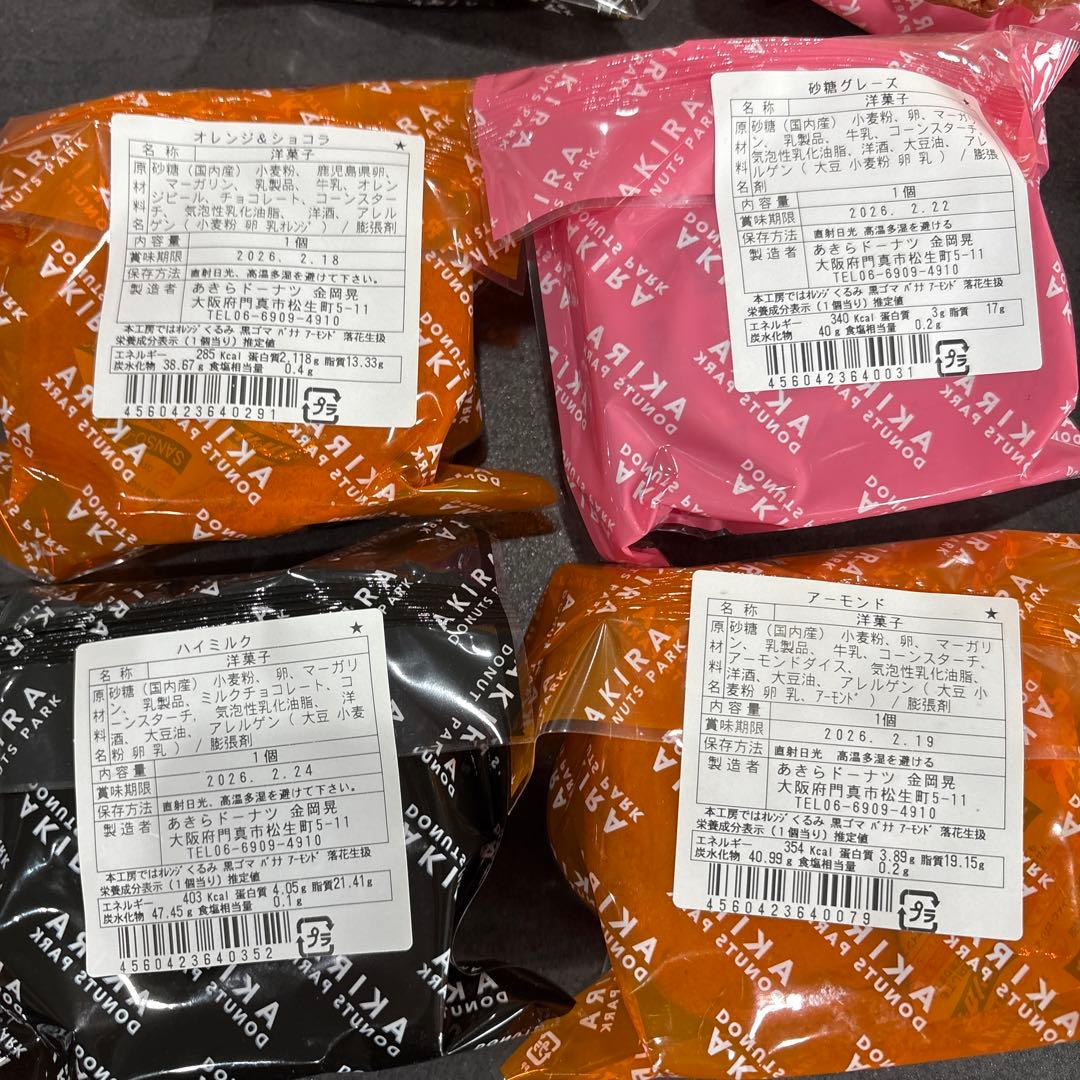 オレンジ&ショコラ
名 称 洋菓子 ★
原材料名 砂糖(国内産) 小麦粉、 鹿児島県卵、
マーガリン、 乳製品、 牛乳、オレン
ジピール、チョコレート、コーンスター
チ、 気泡性乳化油脂、 洋酒、アレル
ゲン(小麦粉 卵 乳オレンジ )/膨張剤
内容量 1個
賞味期限 2026. 2.18
保存方法 直射日光、高温多湿を避けて下さい。
製造者 あきらドーナツ 金岡晃
大阪府門真市松生町5-11
TEL06-6909-4910
本工房ではオレンジ くるみ 黒ゴマ バナナ アーモンド 落花生扱
栄養成分表示(1個当り)推定値
エネルギー 285 Kcal 蛋白質2.118g 脂質13.33g
炭水化物 38.67g 食塩相当量 0.4g
4560423640291
プラ
砂糖グレーズ
名 称 洋菓子 ★
原材料名 砂糖(国内産) 小麦粉、卵、マーガリ
ン、 乳製品、 牛乳、コーンスターチ、
気泡性乳化油脂、洋酒、大豆油、 アレ
ルゲン( 大豆 小麦粉 卵 乳 ) / 膨張
剤
内容量 1個
賞味期限 2026. 2.22
保存方法 直射日光 高温多湿を避ける
製造者 あきらドーナツ 金岡晃
大阪府門真市松生町5-11
TEL06-6909-4910
本工房ではオレンジ くるみ 黒ゴマ バナナ アーモンド 落花生扱
栄養成分表示(1個当り)推定値
エネルギー 340 Kcal 蛋白質 3g 脂質 17g
炭水化物 40g 食塩相当量 0.2g
4560423640031
プラ
ハイミルク
名 称 洋菓子 ★
原材料名 砂糖(国内産) 小麦粉、卵、マーガリ
ン、 乳製品、ミルクチョコレート、コ
ーンスターチ、 気泡性乳化油脂、 洋
酒、大豆油、 アレルゲン( 大豆 小麦
粉 卵 乳 ) / 膨張剤
内容量 1個
賞味期限 2026. 2.24
保存方法 直射日光、高温多湿を避けて下さい。
製造者 あきらドーナツ 金岡晃
大阪府門真市松生町5-11
TEL06-6909-4910
本工房ではオレンジ くるみ 黒ゴマ バナナ アーモンド 落花生扱
栄養成分表示(1個当り)推定値
エネルギー 403 Kcal 蛋白質 4.05g 脂質21.41g
炭水化物 47.45g 食塩相当量 0.1g
4560423640352
プラ
アーモンド
名 称 洋菓子 ★
原材料名 砂糖(国内産) 小麦粉、卵、マーガリ
ン、 乳製品、 牛乳、コーンスターチ、
アーモンドダイス、 気泡性乳化油脂、
洋酒、大豆油、 アレルゲン( 大豆 小
麦粉 卵 乳、アーモンド ) / 膨張剤
内容量 1個
賞味期限 2026. 2.19
保存方法 直射日光 高温多湿を避ける
製造者 あきらドーナツ 金岡晃
大阪府門真市松生町5-11
TEL06-6909-4910
本工房ではオレンジ くるみ 黒ゴマ バナナ アーモンド 落花生扱
栄養成分表示(1個当り)推定値
エネルギー 354 Kcal 蛋白質 3.89g 脂質19.15g
炭水化物 40.99g 食塩相当量 0.2g
4560423640079
プラ
AKIRA
DONUTS PARK